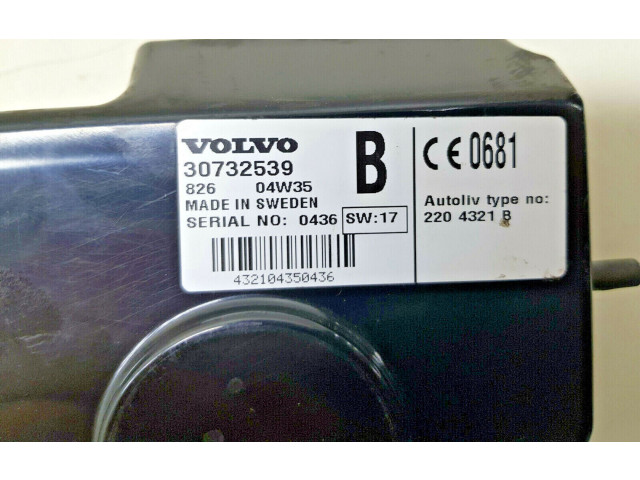 VOLVO
30732539
826 04W35
MADE IN SWEDEN
SERIAL NO: 0436 SW:17
432104350436
B
CE 0681
Autoliv type no:
220 4321 B